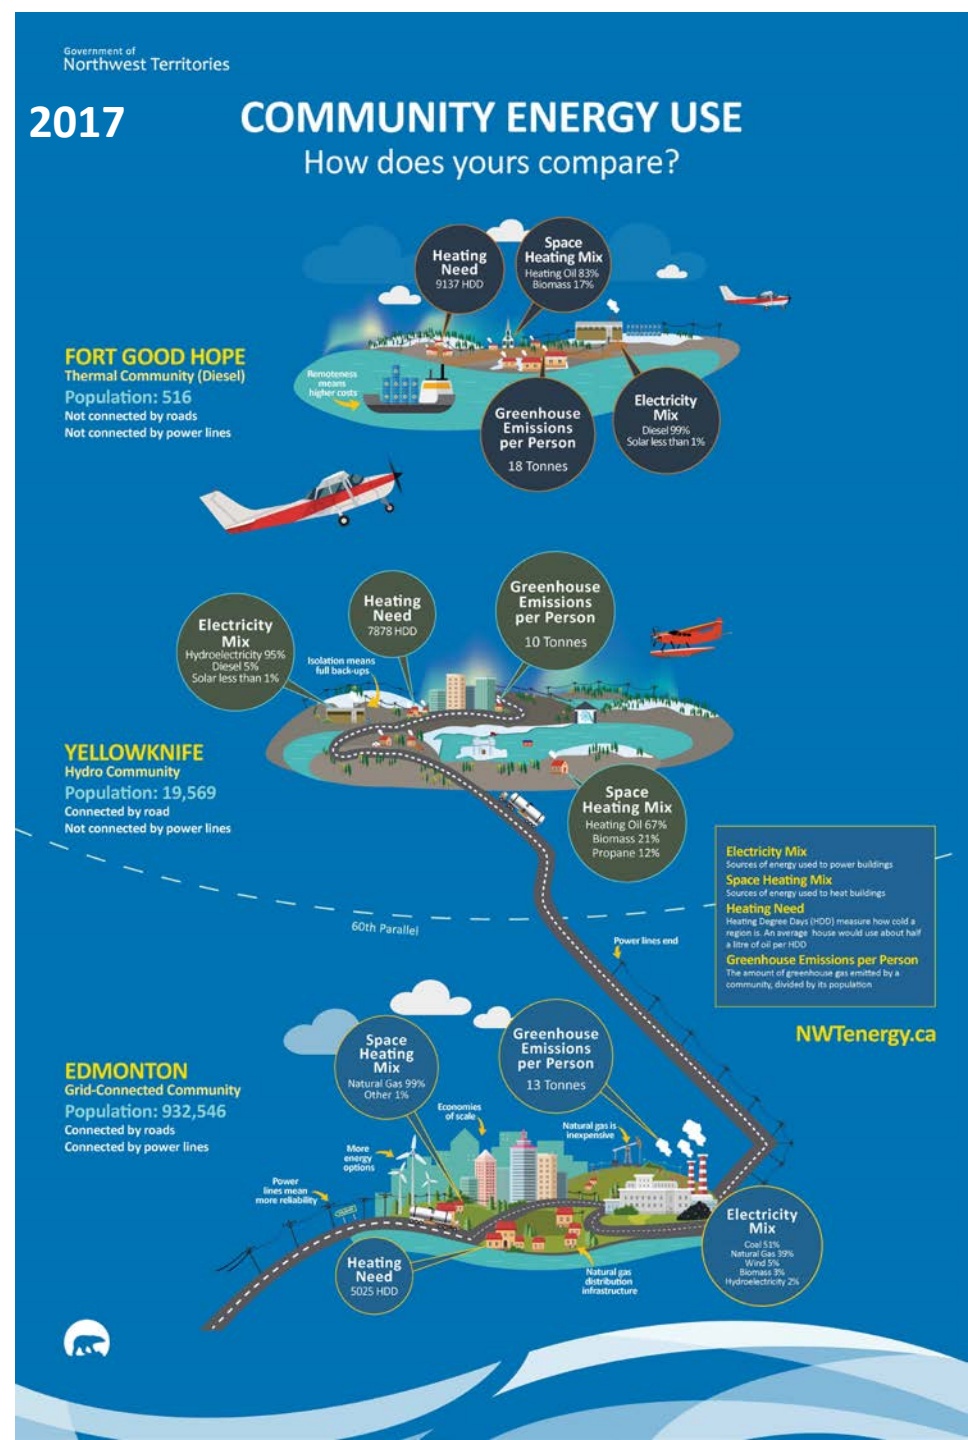 Government of
Northwest Territories
2017
COMMUNITY ENERGY USE
How does yours compare?
Heating
Need
9137 HDD
Space
Heating Mix
Heating Oil 83%
Biomass 17%
FORT GOOD HOPE
Thermal Community (Diesel)
Population: 516
Not connected by roads
Not connected by power lines
Remoteness
means
higher costs
Greenhouse
Emissions
per Person
18 Tonnes
Electricity
Mix
Diesel 99%
Solar less than 1%
Electricity
Mix
Hydroelectricity 95%
Diesel 5%
Solar less than 1%
Heating
Need
7878 HDD
Greenhouse
Emissions
per Person
10 Tonnes
Isolation means
full back-ups
YELLOWKNIFE
Hydro Community
Population: 19,569
Connected by road
Not connected by power lines
Space
Heating Mix
Heating Oil 67%
Biomass 21%
Propane 12%
60th Parallel
Power lines end
Electricity Mix
Sources of energy used to power buildings
Space Heating Mix
Sources of energy used to heat buildings
Heating Need
Heating Degree Days (HDD) measure how cold a
region is. An average house would use about half
a litre of oil per HDD
Greenhouse Emissions per Person
The amount of greenhouse gas emitted by a
community, divided by its population
NWTenergy.ca
EDMONTON
Grid-Connected Community
Population: 932,546
Connected by roads
Connected by power lines
Space
Heating
Mix
Natural Gas 99%
Other 1%
Greenhouse
Emissions
per Person
13 Tonnes
Economies
of scale
Natural gas is
inexpensive
More
energy
options
Power
lines mean
more reliability
Heating
Need
5025 HDD
Natural gas
distribution
infrastructure
Electricity
Mix
Coal 51%
Natural Gas 39%
Wind 5%
Biomass 3%
Hydroelectricity 2%